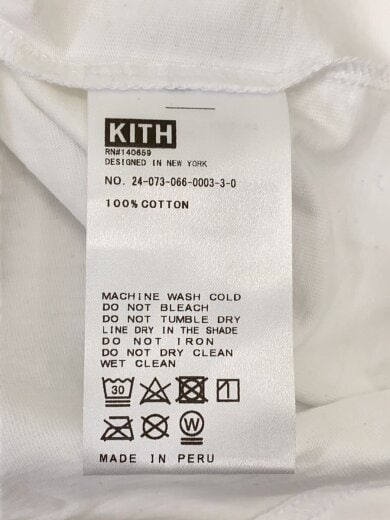 KITH
RN#140659
DESIGNED IN NEW YORK
NO. 24-073-066-0003-3-0
100% COTTON
MACHINE WASH COLD
DO NOT BLEACH
DO NOT TUMBLE DRY
LINE DRY IN THE SHADE
DO NOT IRON
DO NOT DRY CLEAN
WET CLEAN
30
W
MADE IN PERU